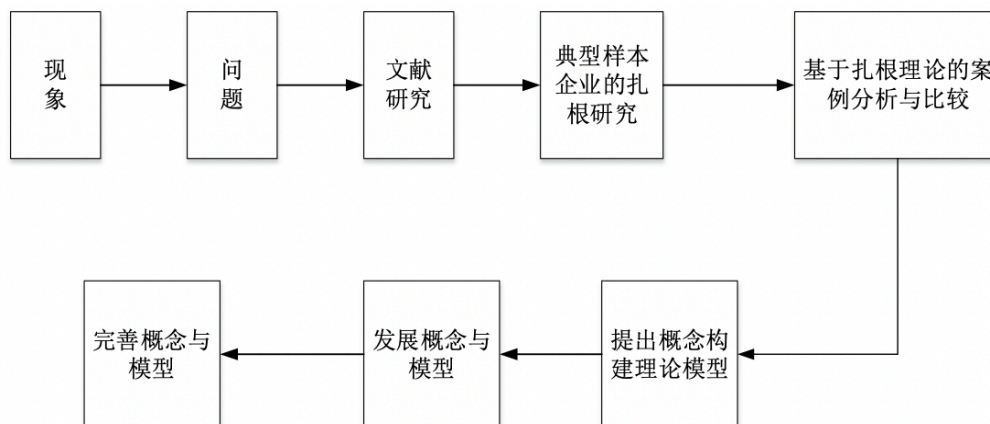 现
象
问
题
文献
研究
典型样本
企业的扎
根研究
基于扎根理论的案
例分析与比较
提出概念构
建理论模型
发展概念与
模型
完善概念与
模型